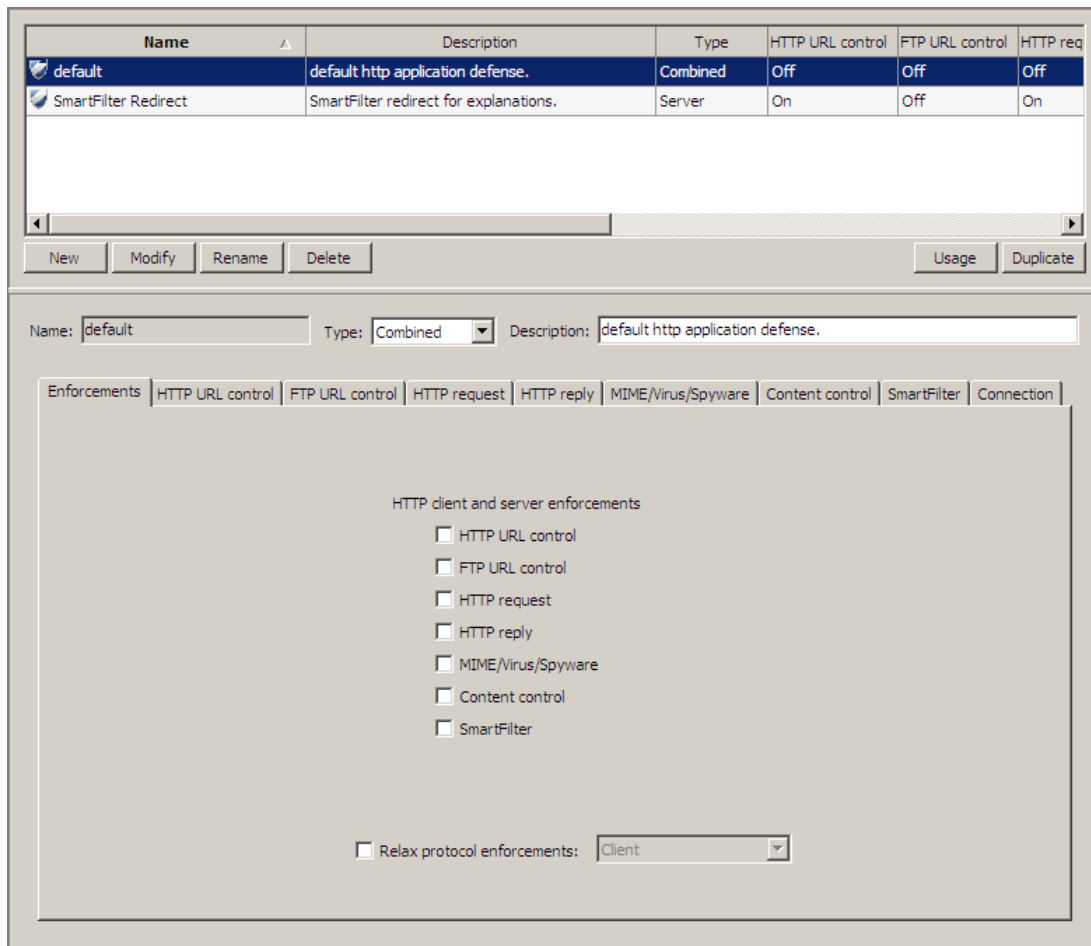 Name Description Type HTTP URL control FTP URL control HTTP req
default default http application defense. Combined Off Off Off
SmartFilter Redirect SmartFilter redirect for explanations. Server On Off On
New Modify Rename Delete Usage Duplicate
Name: default Type: Combined Description: default http application defense.
Enforcements HTTP URL control FTP URL control HTTP request HTTP reply MIME/Virus/Spyware Content control SmartFilter Connection
HTTP client and server enforcements
HTTP URL control
FTP URL control
HTTP request
HTTP reply
MIME/Virus/Spyware
Content control
SmartFilter
Relax protocol enforcements: Client